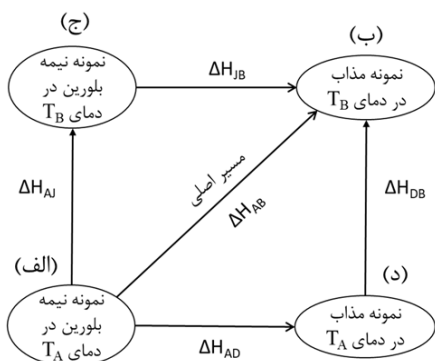 (ج)
نمونه نیمه
بلورین در
دمای T_B
ΔH_JB
(ب)
نمونه مذاب
در دمای T_B
ΔH_AJ
مسیر اصلی
ΔH_AB
ΔH_DB
(الف)
نمونه نیمه
بلورین در
دمای T_A
ΔH_AD
(د)
نمونه مذاب
در دمای T_A